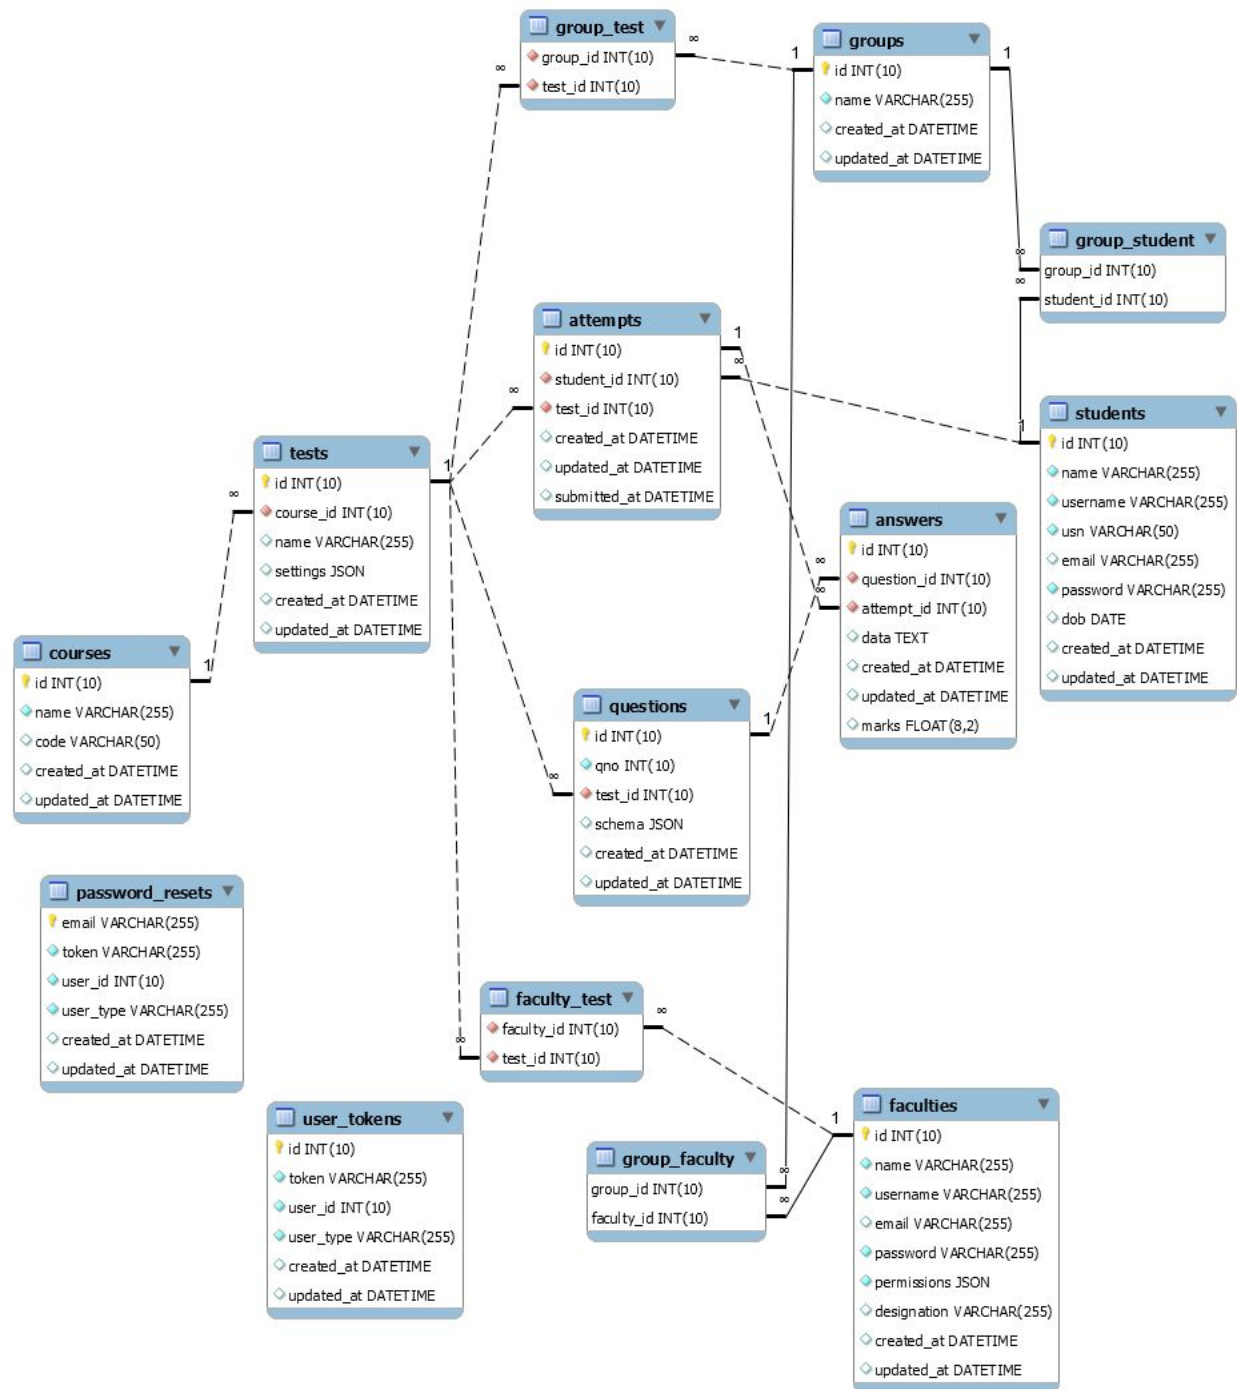 group_test
group_id INT(10)
test_id INT(10)
∞
∞
1
groups
id INT(10)
name VARCHAR(255)
created_at DATETIME
updated_at DATETIME
1
group_student
group_id INT(10)
student_id INT(10)
∞
∞
attempts
id INT(10)
student_id INT(10)
test_id INT(10)
created_at DATETIME
updated_at DATETIME
submitted_at DATETIME
1
∞
∞
students
id INT(10)
name VARCHAR(255)
username VARCHAR(255)
usn VARCHAR(50)
email VARCHAR(255)
password VARCHAR(255)
dob DATE
created_at DATETIME
updated_at DATETIME
1
tests
id INT(10)
course_id INT(10)
name VARCHAR(255)
settings JSON
created_at DATETIME
updated_at DATETIME
1
∞
answers
id INT(10)
question_id INT(10)
attempt_id INT(10)
data TEXT
created_at DATETIME
updated_at DATETIME
marks FLOAT(8,2)
∞
∞
courses
id INT(10)
name VARCHAR(255)
code VARCHAR(50)
created_at DATETIME
updated_at DATETIME
1
questions
id INT(10)
qno INT(10)
test_id INT(10)
schema JSON
created_at DATETIME
updated_at DATETIME
1
∞
password_resets
email VARCHAR(255)
token VARCHAR(255)
user_id INT(10)
user_type VARCHAR(255)
created_at DATETIME
updated_at DATETIME
faculty_test
faculty_id INT(10)
test_id INT(10)
∞
∞
user_tokens
id INT(10)
token VARCHAR(255)
user_id INT(10)
user_type VARCHAR(255)
created_at DATETIME
updated_at DATETIME
group_faculty
group_id INT(10)
faculty_id INT(10)
∞
∞
1
faculties
id INT(10)
name VARCHAR(255)
username VARCHAR(255)
email VARCHAR(255)
password VARCHAR(255)
permissions JSON
designation VARCHAR(255)
created_at DATETIME
updated_at DATETIME